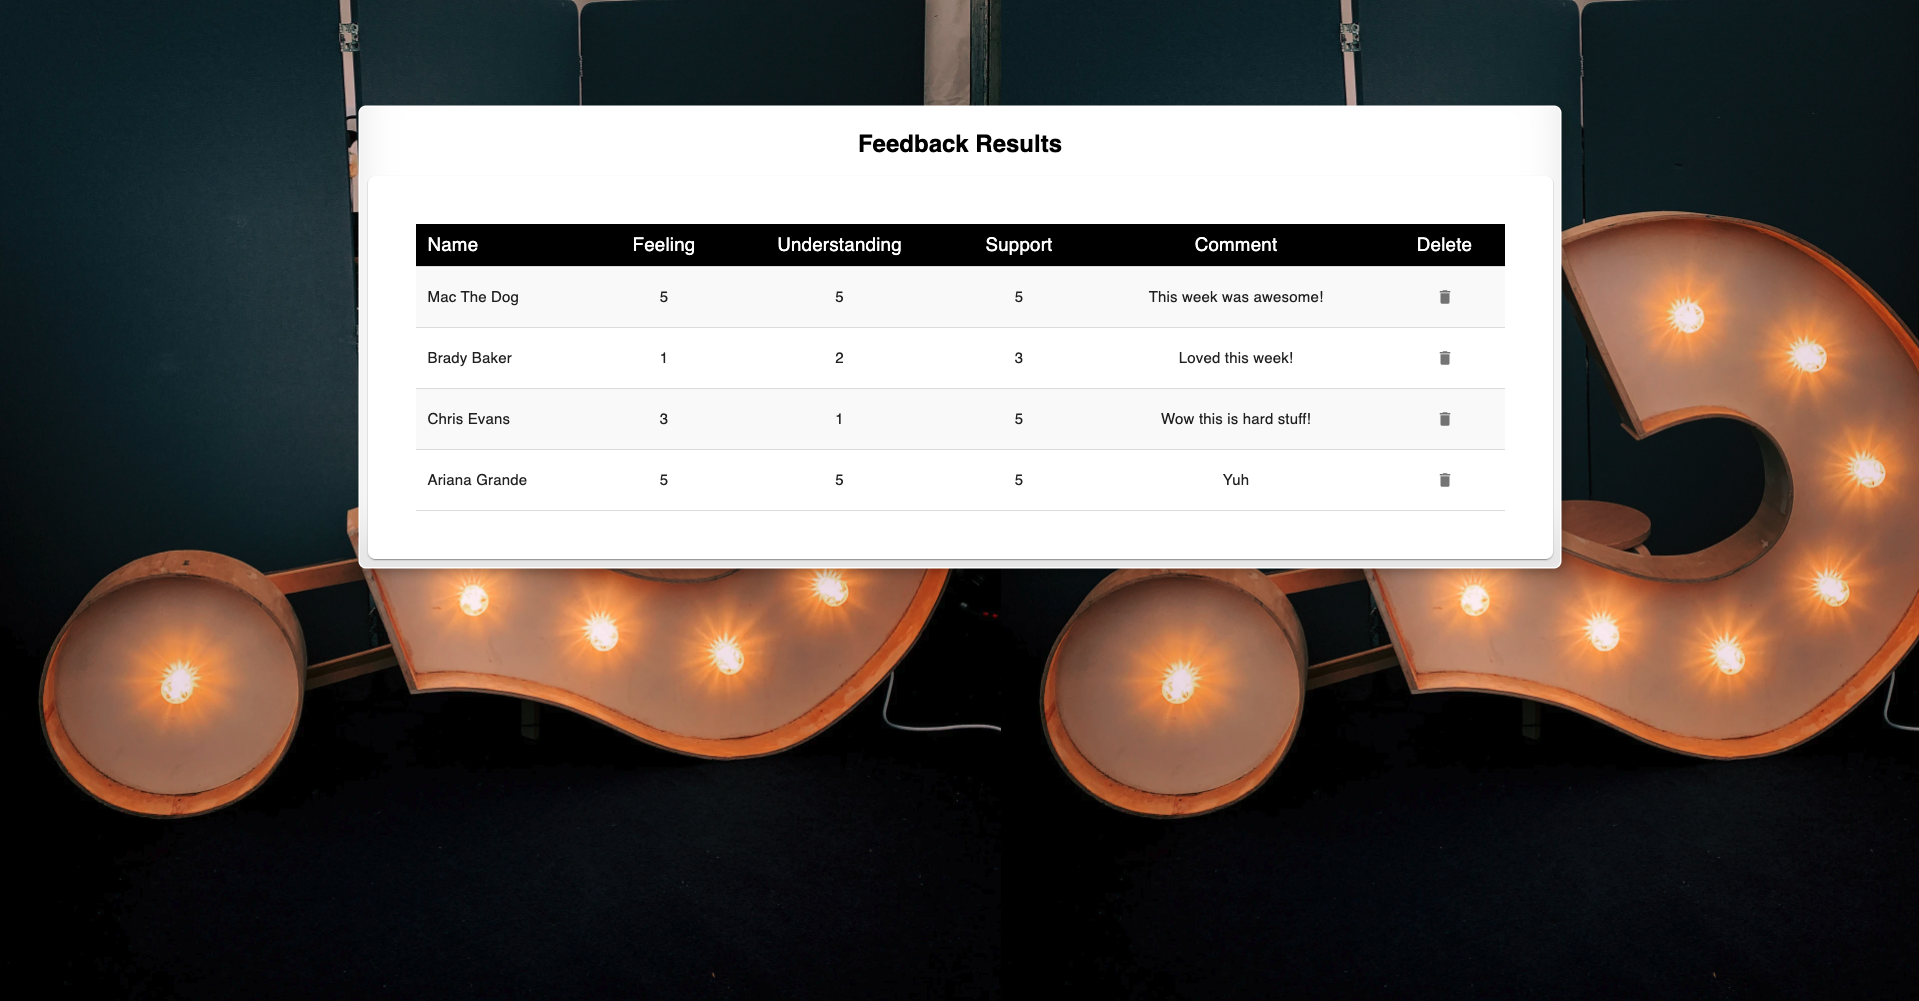 Feedback Results
Name Feeling Understanding Support Comment Delete
Mac The Dog 5 5 5 This week was awesome!
Brady Baker 1 2 3 Loved this week!
Chris Evans 3 1 5 Wow this is hard stuff!
Ariana Grande 5 5 5 Yuh